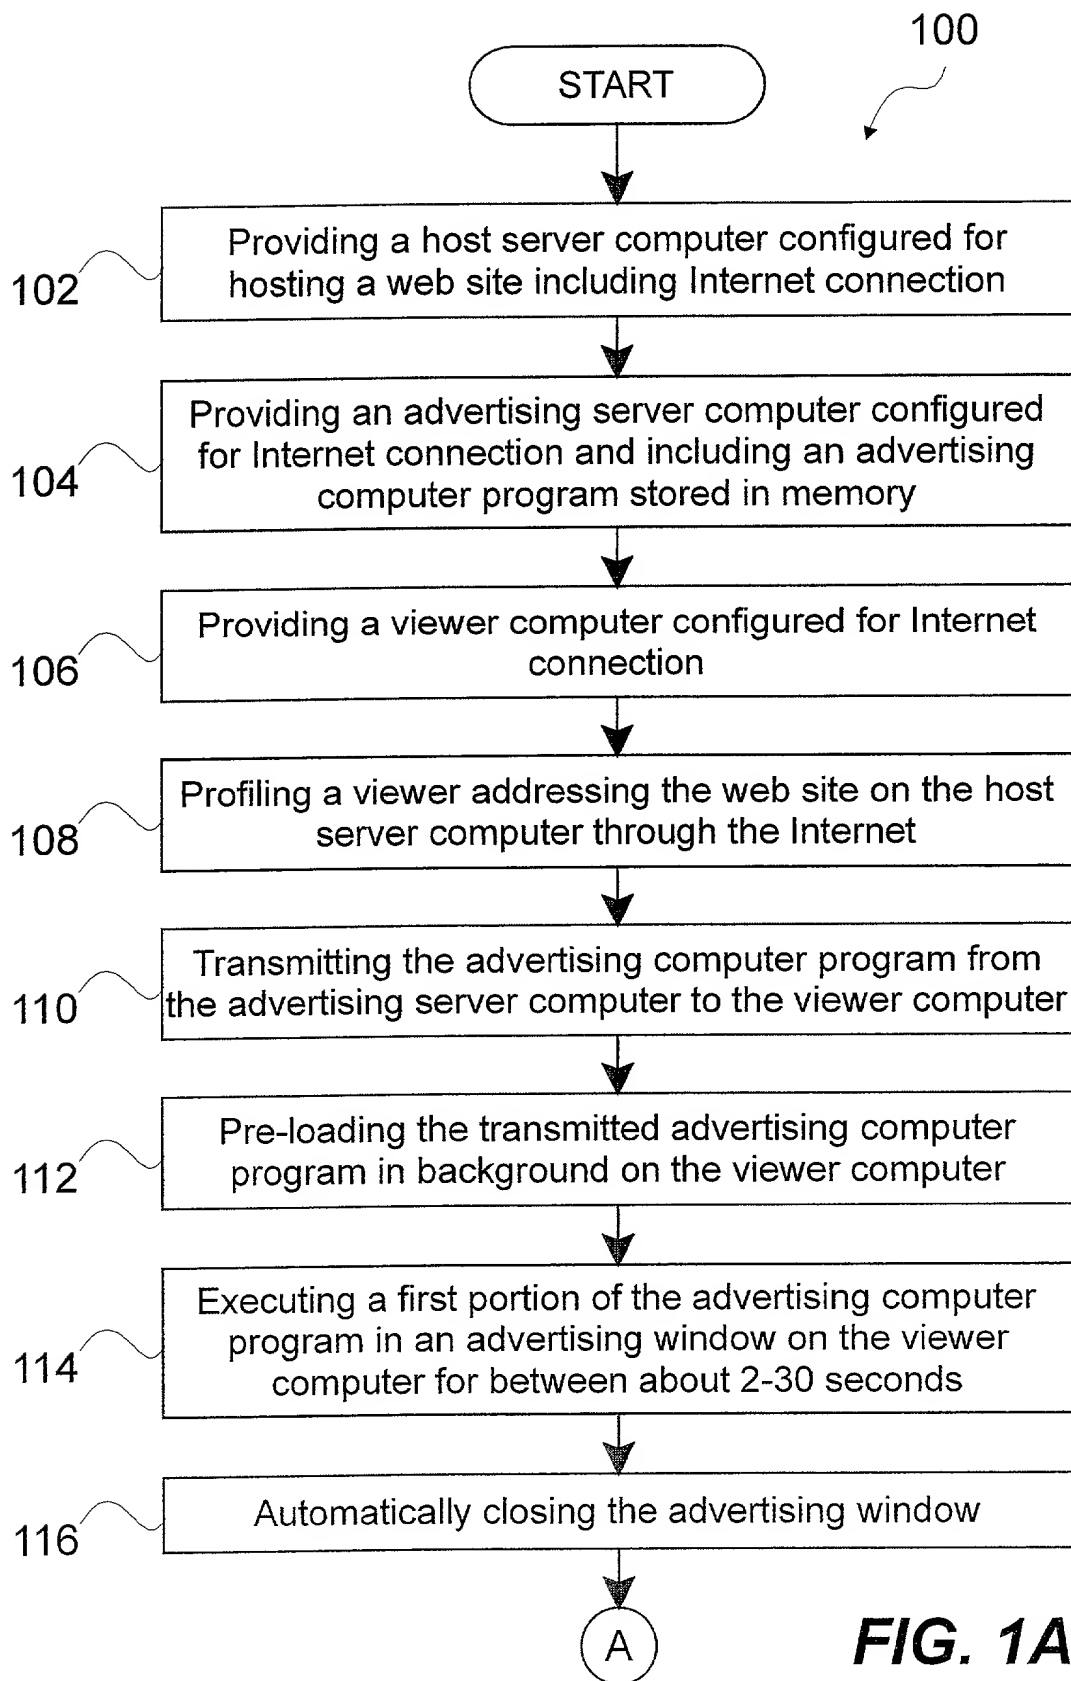 100
START
102
Providing a host server computer configured for
hosting a web site including Internet connection
104
Providing an advertising server computer configured
for Internet connection and including an advertising
computer program stored in memory
106
Providing a viewer computer configured for Internet
connection
108
Profiling a viewer addressing the web site on the host
server computer through the Internet
110
Transmitting the advertising computer program from
the advertising server computer to the viewer computer
112
Pre-loading the transmitted advertising computer
program in background on the viewer computer
114
Executing a first portion of the advertising computer
program in an advertising window on the viewer
computer for between about 2-30 seconds
116
Automatically closing the advertising window
A
FIG. 1A